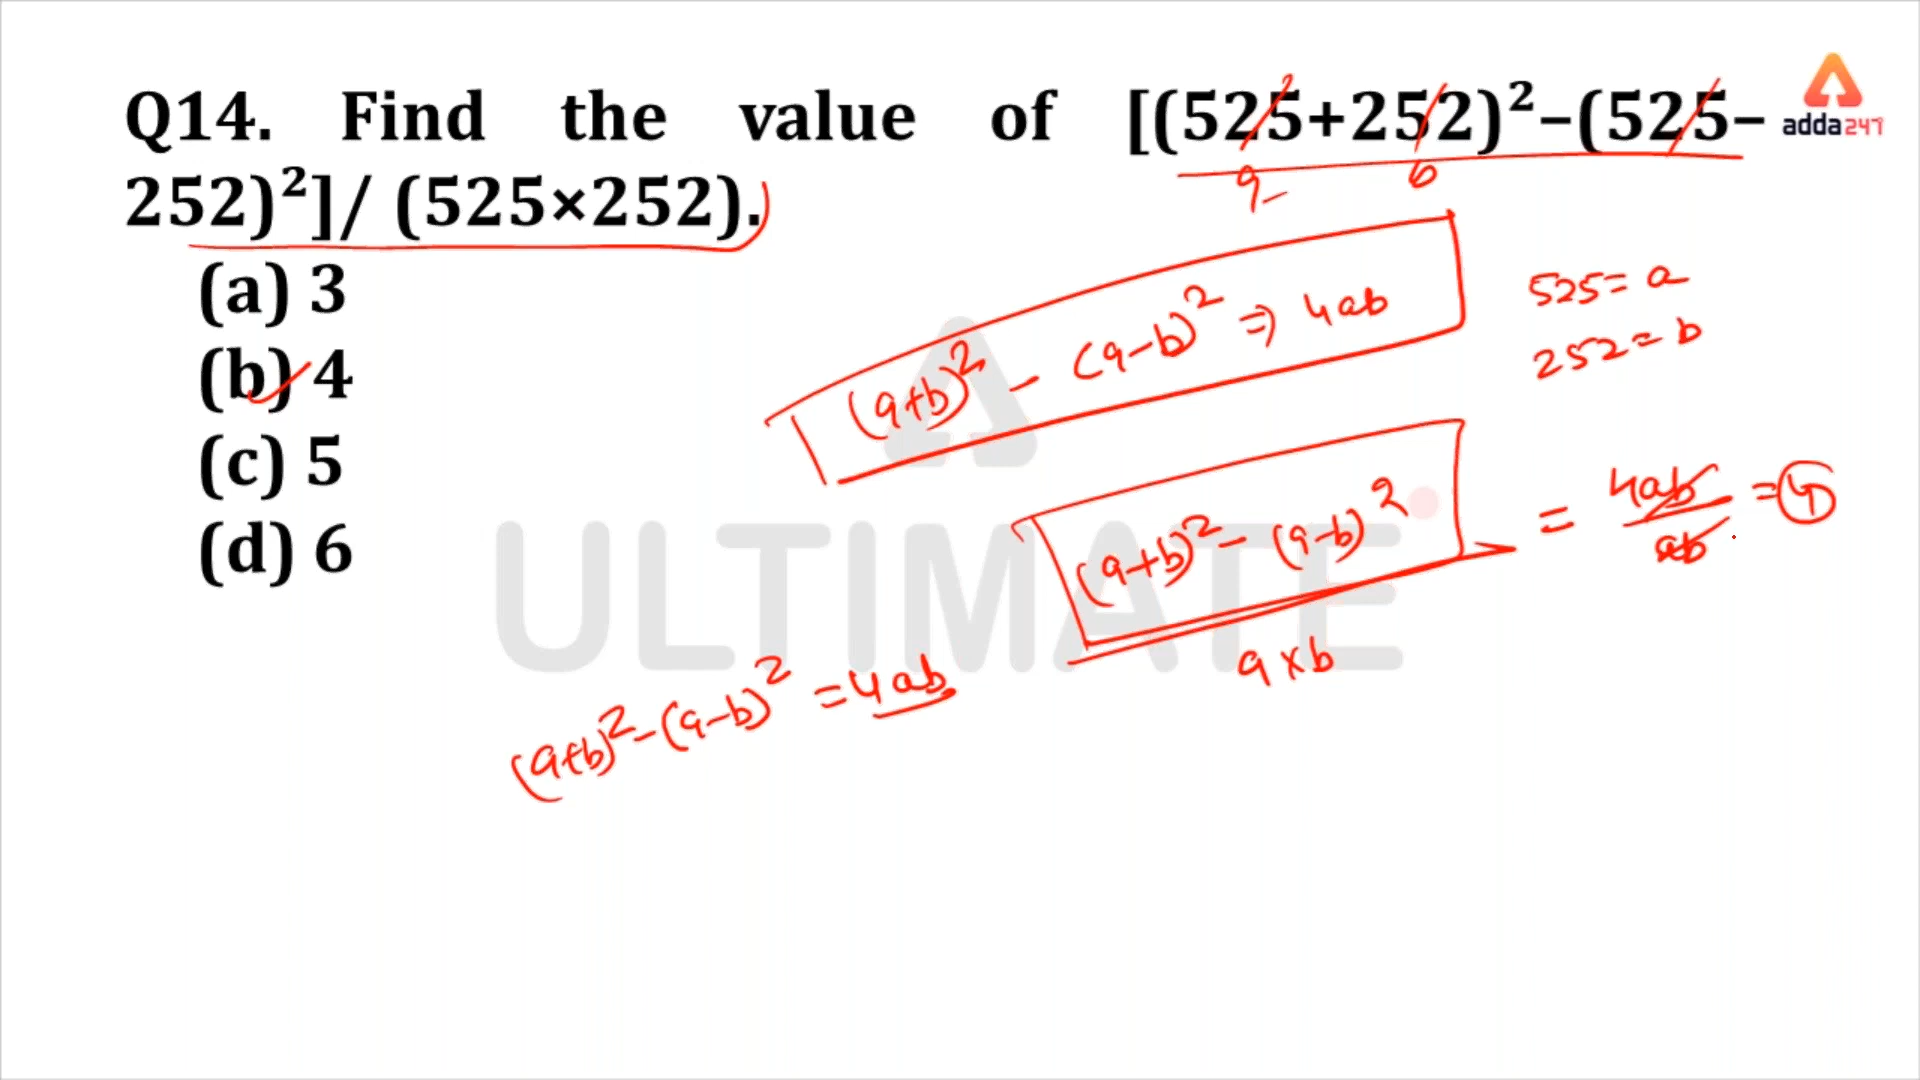 Q14. Find the value of [(525+252)²–(525–
252)²]/ (525×252).
adda247
a
b
(a) 3
(b) 4
(c) 5
(d) 6
525 = a
252 = b
(a+b)² - (a-b)² ⇒ 4ab
(a+b)² - (a-b)² = 4ab = 4
a × b ab
ULTIMATE
(a+b)² - (a-b)² = 4ab